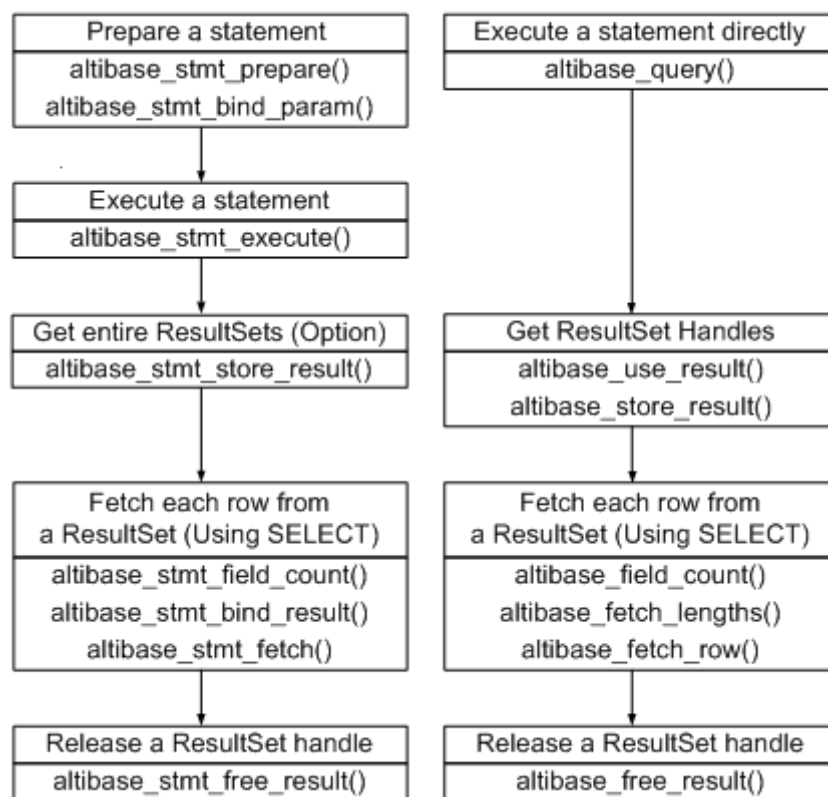 Prepare a statement
altibase_stmt_prepare()
altibase_stmt_bind_param()
Execute a statement
altibase_stmt_execute()
Get entire ResultSets (Option)
altibase_stmt_store_result()
Fetch each row from
a ResultSet (Using SELECT)
altibase_stmt_field_count()
altibase_stmt_bind_result()
altibase_stmt_fetch()
Release a ResultSet handle
altibase_stmt_free_result()
Execute a statement directly
altibase_query()
Get ResultSet Handles
altibase_use_result()
altibase_store_result()
Fetch each row from
a ResultSet (Using SELECT)
altibase_field_count()
altibase_fetch_lengths()
altibase_fetch_row()
Release a ResultSet handle
altibase_free_result()